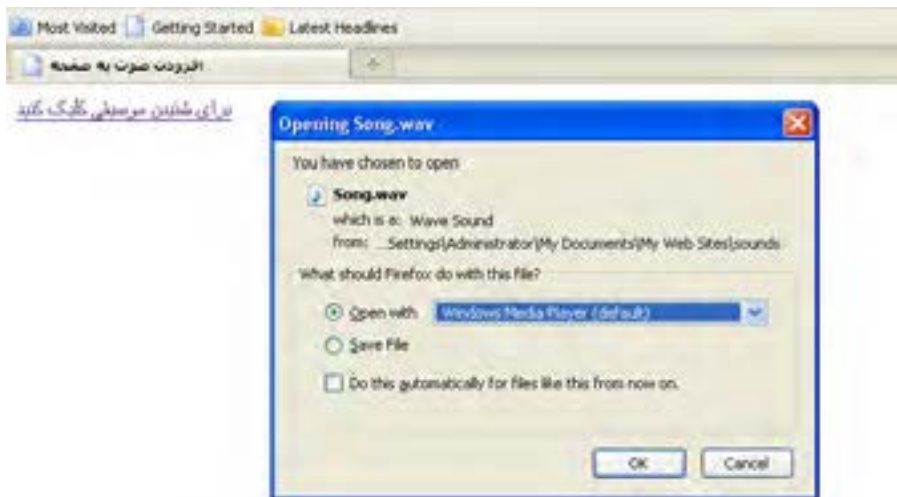 Most Visited Getting Started Latest Headlines
افزودن صوت به صفحه
برای شنیدن موسیقی کلیک کنید
Opening Song.wav
You have chosen to open
Song.wav
which is a: Wave Sound
from: ...Settings\Administrator\My Documents\My Web Sites\sounds
What should Firefox do with this file?
Open with Windows Media Player (default)
Save File
Do this automatically for files like this from now on.
OK Cancel